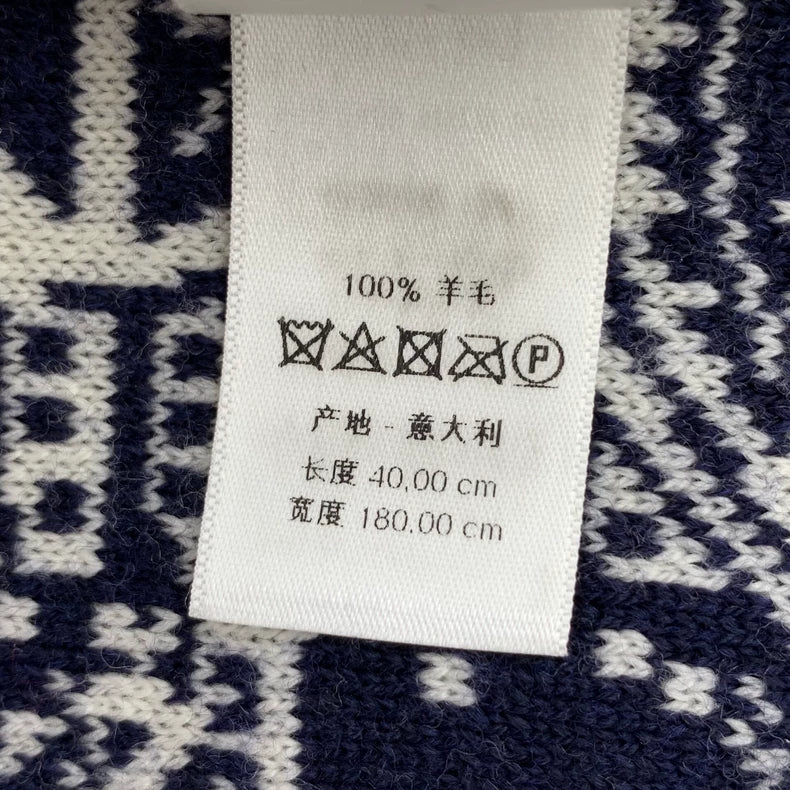 100% 羊毛
P
产地 - 意大利
长度 40,00 cm
宽度 180,00 cm